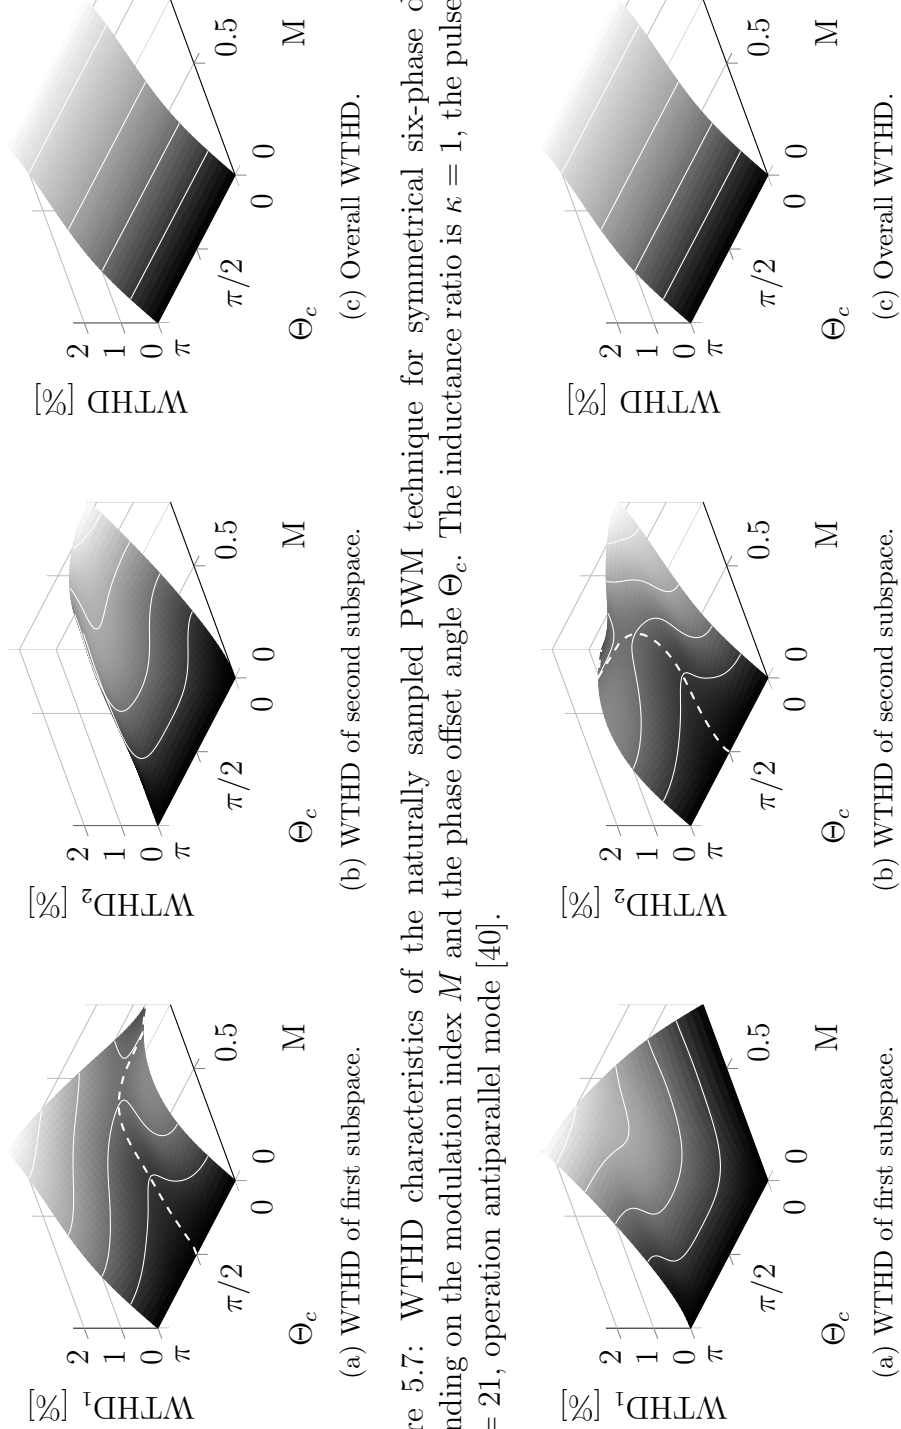 WTHD₁ [%]
2
1
0
π
π/2
0
Θc
0
0.5
M
(a) WTHD of first subspace.
WTHD₂ [%]
2
1
0
π
π/2
0
Θc
0
0.5
M
(b) WTHD of second subspace.
WTHD [%]
2
1
0
π
π/2
0
Θc
0
0.5
M
(c) Overall WTHD.
5.7: WTHD characteristics of the naturally sampled PWM technique for symmetrical six-phase
on the modulation index M and the phase offset angle Θc. The inductance ratio is κ = 1, the pulse
= 21, operation antiparallel mode [40].
WTHD₁ [%]
2
1
0
π
π/2
0
Θc
0
0.5
M
(a) WTHD of first subspace.
WTHD₂ [%]
2
1
0
π
π/2
0
Θc
0
0.5
M
(b) WTHD of second subspace.
WTHD [%]
2
1
0
π
π/2
0
Θc
0
0.5
M
(c) Overall WTHD.